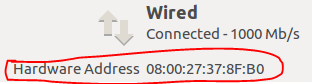 Wired
Connected - 1000 Mb/s
Hardware Address 08:00:27:37:8F:B0